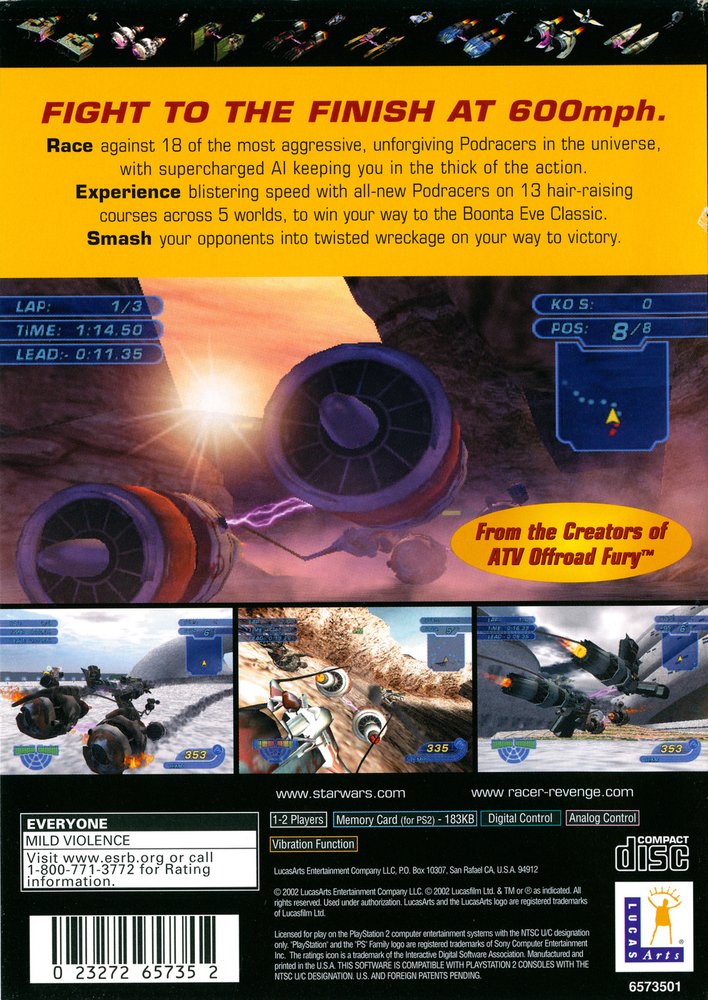 FIGHT TO THE FINISH AT 600mph.
Race against 18 of the most aggressive, unforgiving Podracers in the universe,
with supercharged AI keeping you in the thick of the action.
Experience blistering speed with all-new Podracers on 13 hair-raising
courses across 5 worlds, to win your way to the Boonta Eve Classic.
Smash your opponents into twisted wreckage on your way to victory.
LAP: 1/3
TIME: 1:14.50
LEAD:- 0:11.35
KO S: 0
POS: 8/8
From the Creators of
ATV Offroad Fury™
353
335
353
www.starwars.com
www.racer-revenge.com
EVERYONE
MILD VIOLENCE
Visit www.esrb.org or call
1-800-771-3772 for Rating
information.
1-2 Players
Memory Card (for PS2) - 183KB
Digital Control
Analog Control
Vibration Function
COMPACT
disc
LucasArts Entertainment Company LLC, P.O. Box 10307, San Rafael CA, U.S.A. 94912
© 2002 LucasArts Entertainment Company LLC. © 2002 Lucasfilm Ltd. & TM or ® as indicated. All
rights reserved. Used under authorization. LucasArts and the LucasArts logo are registered trademarks
of Lucasfilm Ltd.
Licensed for play on the PlayStation 2 computer entertainment systems with the NTSC U/C designation
only. "PlayStation" and the "PS" Family logo are registered trademarks of Sony Computer Entertainment
Inc. The ratings icon is a trademark of the Interactive Digital Software Association. Manufactured and
printed in the U.S.A. THIS SOFTWARE IS COMPATIBLE WITH PLAYSTATION 2 CONSOLES WITH THE
NTSC U/C DESIGNATION. U.S. AND FOREIGN PATENTS PENDING.
0 23272 65735 2
LUCAS
Arts
®
6573501